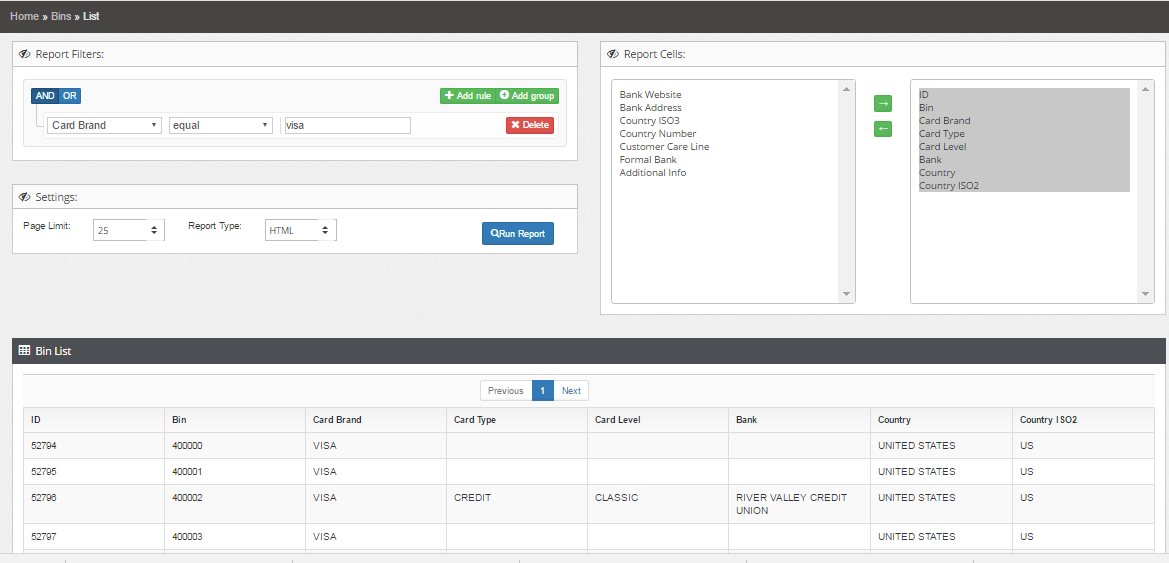 Home » Bins » List
Report Filters:
AND OR
Add rule Add group
Card Brand equal visa Delete
Settings:
Page Limit: 25 Report Type: HTML Run Report
Report Cells:
Bank Website
Bank Address
Country ISO3
Country Number
Customer Care Line
Formal Bank
Additional Info
→
←
ID
Bin
Card Brand
Card Type
Card Level
Bank
Country
Country ISO2
Bin List
Previous 1 Next
ID Bin Card Brand Card Type Card Level Bank Country Country ISO2
52794 400000 VISA UNITED STATES US
52795 400001 VISA UNITED STATES US
52796 400002 VISA CREDIT CLASSIC RIVER VALLEY CREDIT UNITED STATES US
UNION
52797 400003 VISA UNITED STATES US